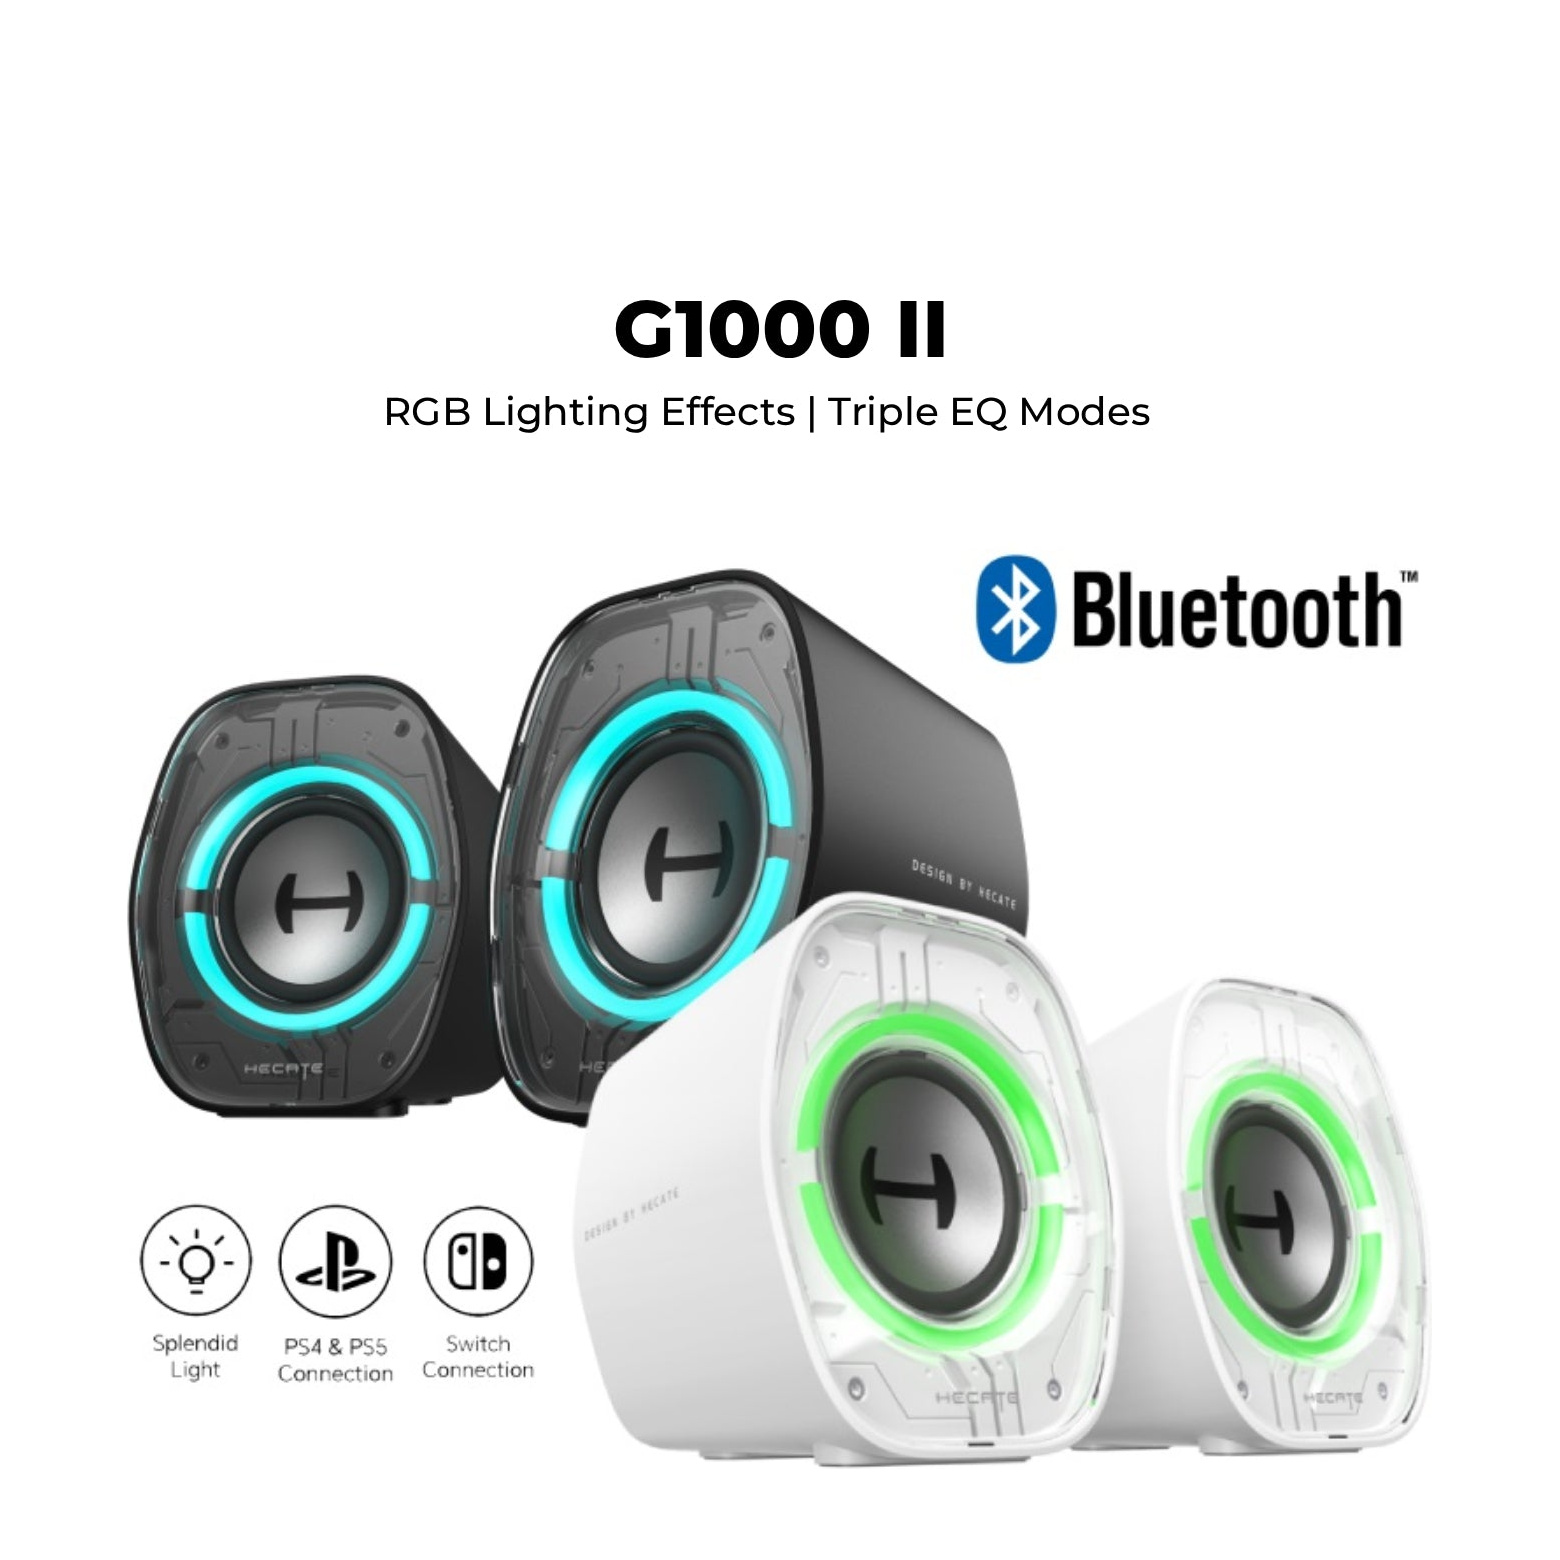 G1000 II
RGB Lighting Effects | Triple EQ Modes
Bluetooth™
DESIGN BY HECATE
HECATE
HEC
DESIGN BY HECATE
Splendid
Light
PS4 & PS5
Connection
Switch
Connection
HECATE
HECATE